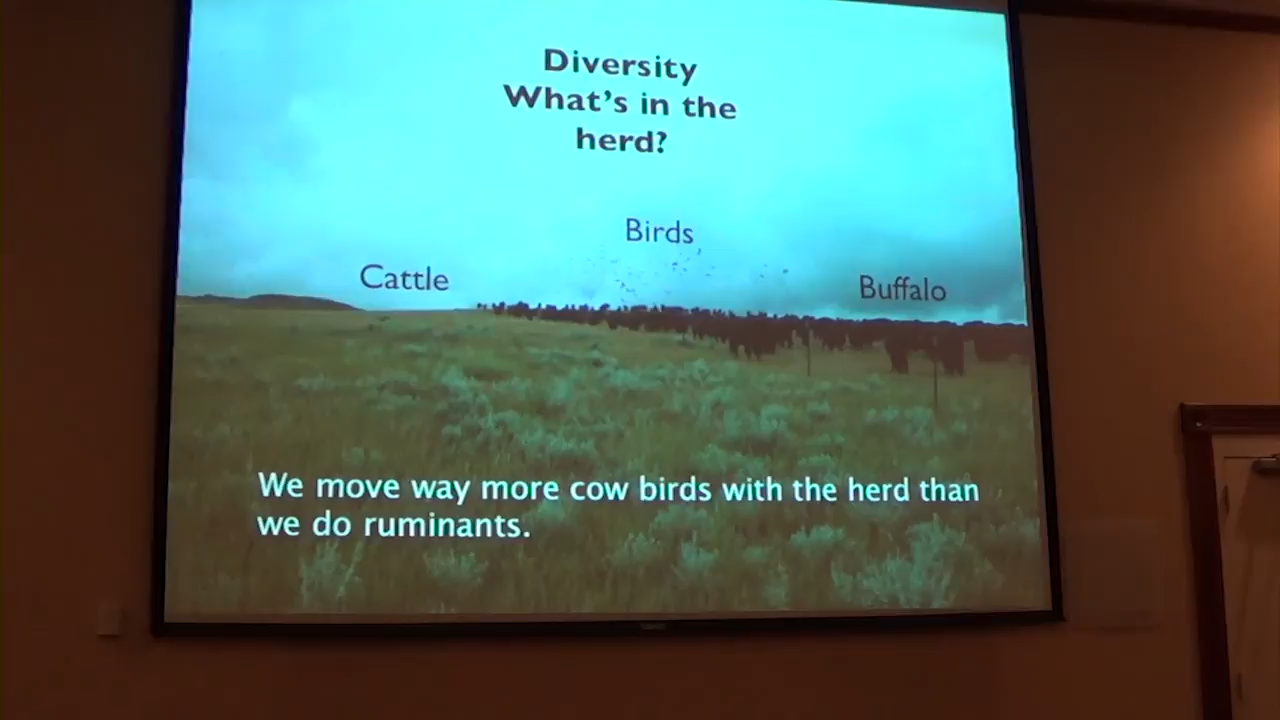 Diversity
What's in the
herd?
Birds
Cattle
Buffalo
We move way more cow birds with the herd than
we do ruminants.